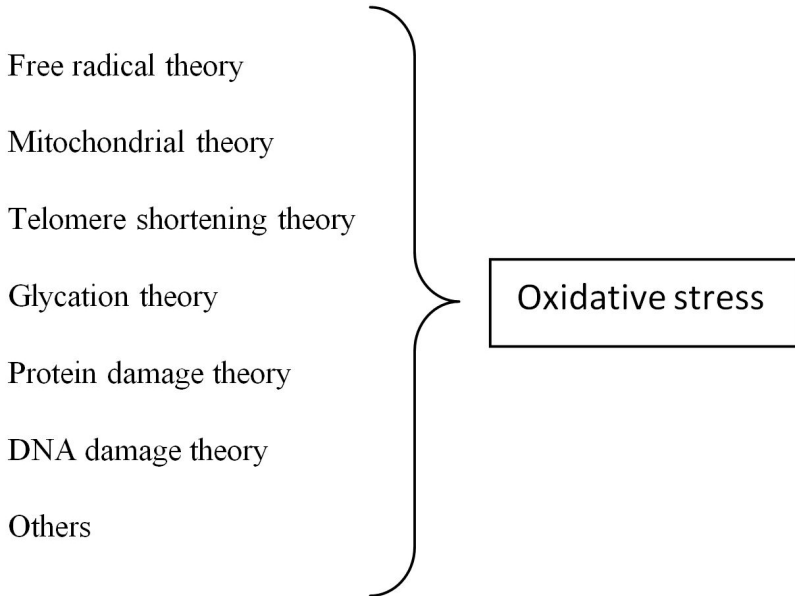 Free radical theory
Mitochondrial theory
Telomere shortening theory
Glycation theory
Protein damage theory
DNA damage theory
Others
Oxidative stress